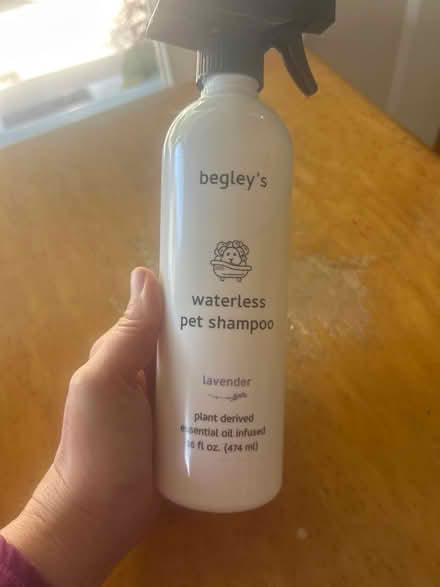 begley's
waterless
pet shampoo
lavender
plant derived
essential oil infused
16 fl oz. (474 ml)